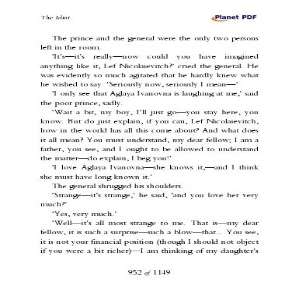 The Idiot
Planet PDF
The prince and the general were the only two persons
left in the room.
'It's—it's really—now could you have imagined
anything like it, Lef Nicolaievitch?' cried the general. He
was evidently so much agitated that he hardly knew what
he wished to say. 'Seriously now, seriously I mean—'
'I only see that Aglaya Ivanovna is laughing at me,' said
the poor prince, sadly.
'Wait a bit, my boy, I'll just go—you stay here, you
know. But do just explain, if you can, Lef Nicolaievitch,
how in the world has all this come about? And what does
it all mean? You must understand, my dear fellow; I am a
father, you see, and I ought to be allowed to understand
the matter—do explain, I beg you!'
'I love Aglaya Ivanovna—she knows it,—and I think
she must have long known it.'
The general shrugged his shoulders.
'Strange—it's strange,' he said, 'and you love her very
much?'
'Yes, very much.'
'Well—it's all most strange to me. That is—my dear
fellow, it is such a surprise—such a blow—that... You see,
it is not your financial position (though I should not object
if you were a bit richer)—I am thinking of my daughter's
952 of 1149